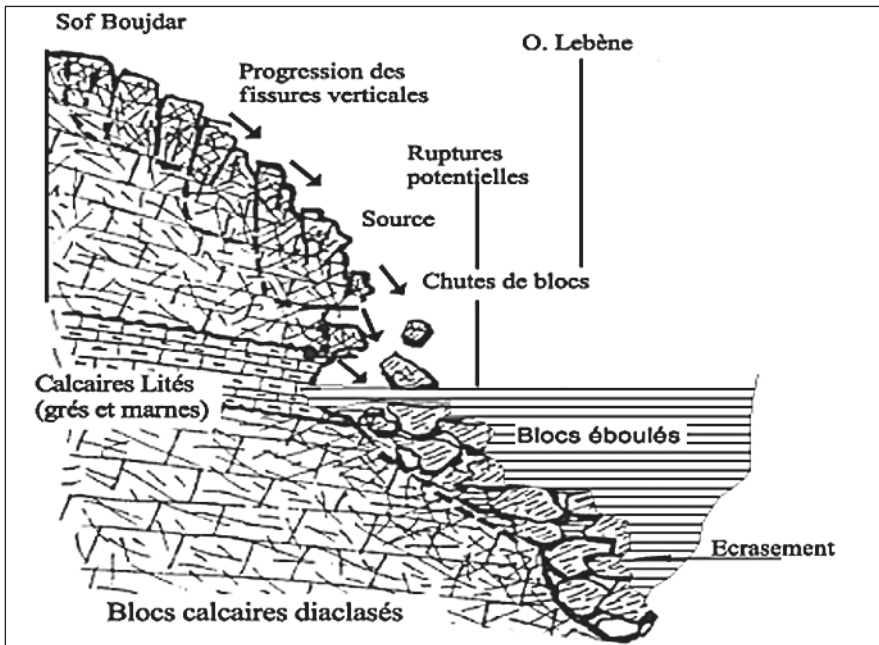 Sof Boujdar
O. Lebène
Progression des
fissures verticales
Ruptures
potentielles
Source
Chutes de blocs
Calcaires Lités
(grés et marnes)
Blocs éboulés
Ecrasement
Blocs calcaires diaclasés